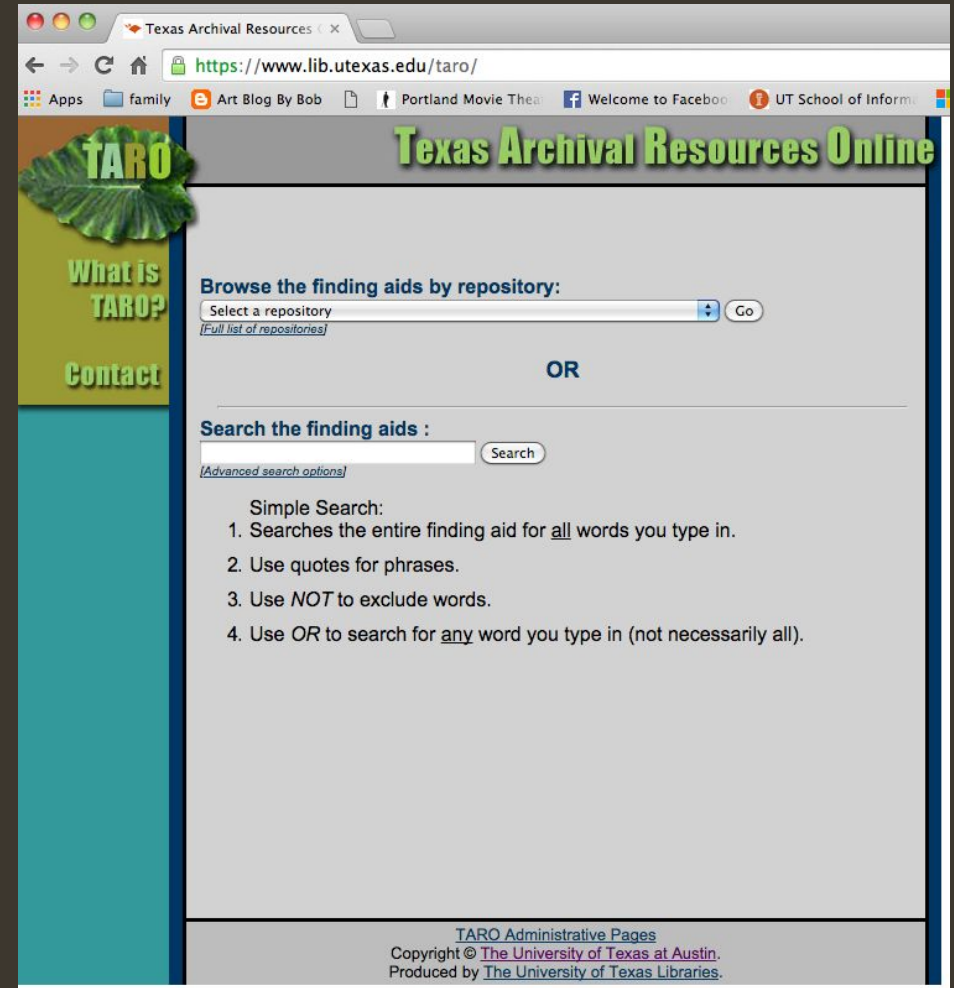 Texas Archival Resources
https://www.lib.utexas.edu/taro/
Apps family Art Blog By Bob Portland Movie Thea Welcome to Faceboo UT School of Informa
TARO
Texas Archival Resources Online
What is
TARO?
Contact
Browse the finding aids by repository:
Select a repository Go
[Full list of repositories]
OR
Search the finding aids :
Search
[Advanced search options]
Simple Search:
1. Searches the entire finding aid for all words you type in.
2. Use quotes for phrases.
3. Use NOT to exclude words.
4. Use OR to search for any word you type in (not necessarily all).
TARO Administrative Pages
Copyright © The University of Texas at Austin.
Produced by The University of Texas Libraries.